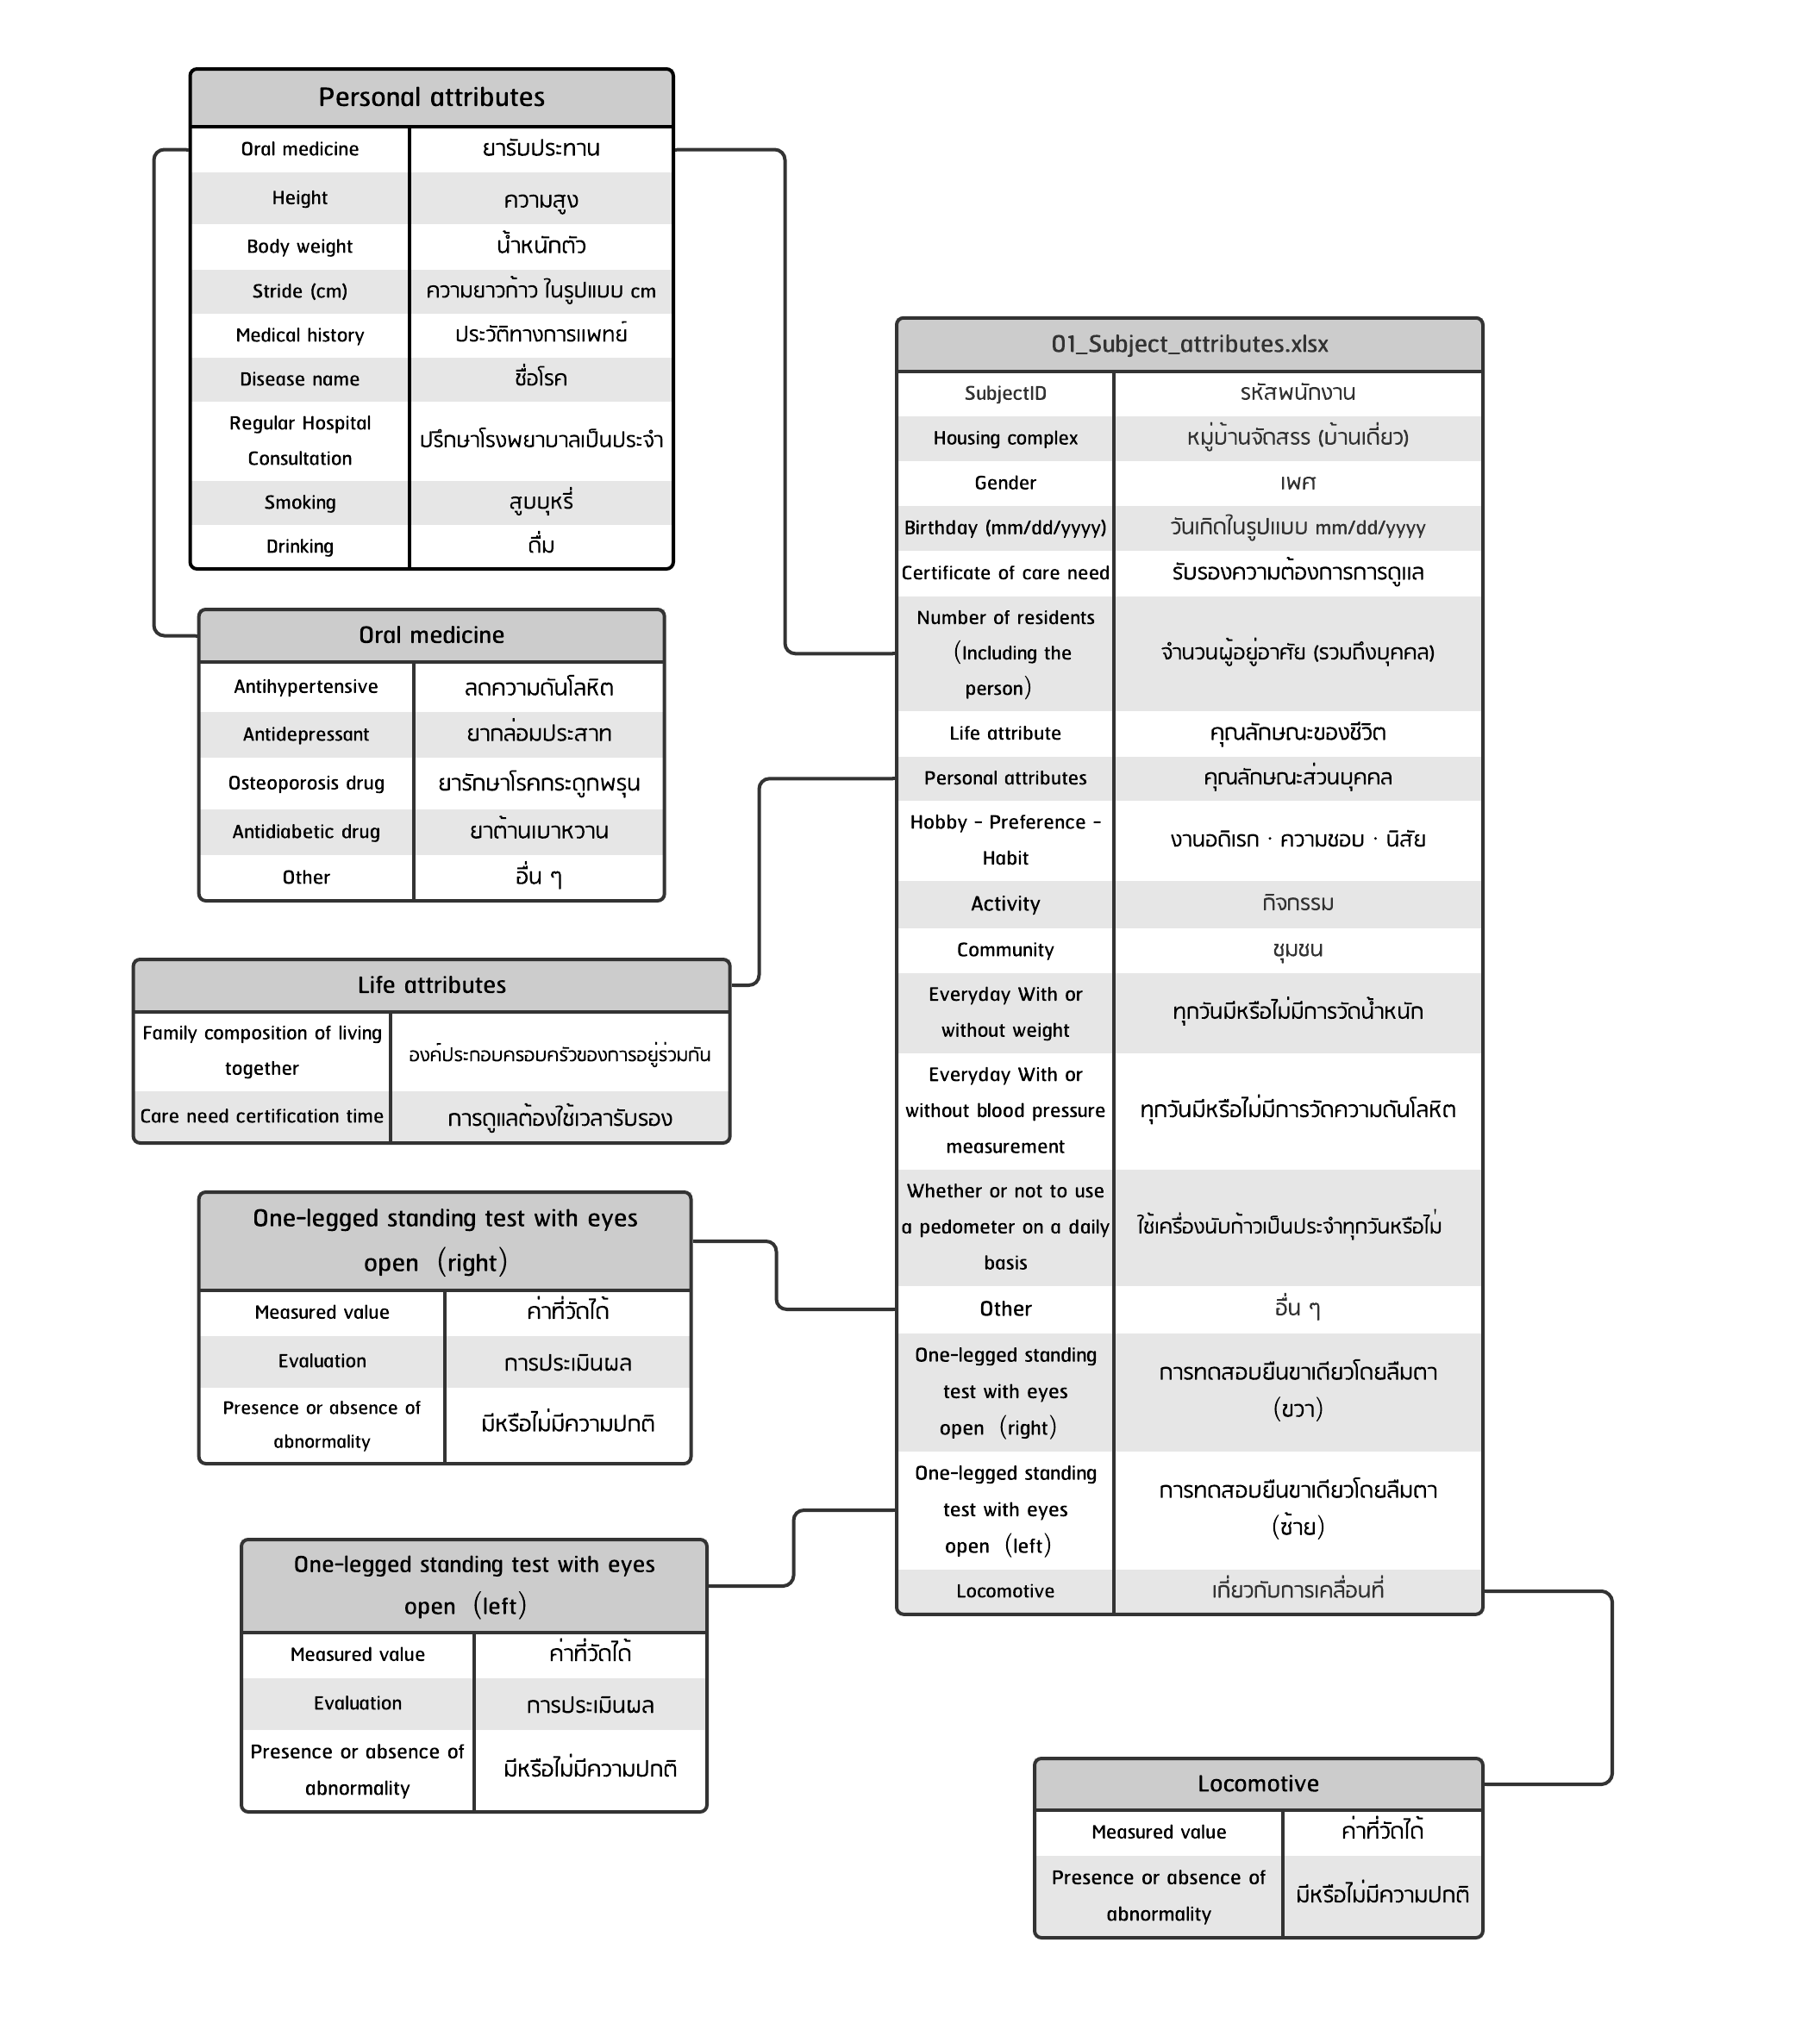 Personal attributes
Oral medicine ยารับประทาน
Height ความสูง
Body weight น้ำหนักตัว
Stride (cm) ความยาวก้าว ในรูปแบบ cm
Medical history ประวัติทางการแพทย์
Disease name ชื่อโรค
Regular Hospital
Consultation
ปรึกษาโรงพยาบาลเป็นประจำ
Smoking สูบบุหรี่
Drinking ดื่ม
Oral medicine
Antihypertensive ลดความดันโลหิต
Antidepressant ยากล่อมประสาท
Osteoporosis drug ยารักษาโรคกระดูกพรุน
Antidiabetic drug ยาต้านเบาหวาน
Other อื่น ๆ
Life attributes
Family composition of living
together
องค์ประกอบครอบครัวของการอยู่ร่วมกัน
Care need certification time การดูแลต้องใช้เวลารับรอง
One-legged standing test with eyes
open（right）
Measured value ค่าที่วัดได้
Evaluation การประเมินผล
Presence or absence of
abnormality
มีหรือไม่มีความปกติ
One-legged standing test with eyes
open（left）
Measured value ค่าที่วัดได้
Evaluation การประเมินผล
Presence or absence of
abnormality
มีหรือไม่มีความปกติ
01_Subject_attributes.xlsx
SubjectID รหัสพนักงาน
Housing complex หมู่บ้านจัดสรร (บ้านเดี่ยว)
Gender เพศ
Birthday (mm/dd/yyyy) วันเกิดในรูปแบบ mm/dd/yyyy
Certificate of care need รับรองความต้องการการดูแล
Number of residents
（Including the
person）
จำนวนผู้อยู่อาศัย (รวมถึงบุคคล)
Life attribute คุณลักษณะของชีวิต
Personal attributes คุณลักษณะส่วนบุคคล
Hobby - Preference -
Habit
งานอดิเรก · ความชอบ · นิสัย
Activity กิจกรรม
Community ชุมชน
Everyday With or
without weight
ทุกวันมีหรือไม่มีการวัดน้ำหนัก
Everyday With or
without blood pressure
measurement
ทุกวันมีหรือไม่มีการวัดความดันโลหิต
Whether or not to use
a pedometer on a daily
basis
ใช้เครื่องนับก้าวเป็นประจำทุกวันหรือไม่
Other อื่น ๆ
One-legged standing
test with eyes
open（right）
การทดสอบยืนขาเดียวโดยลืมตา
（ขวา）
One-legged standing
test with eyes
open（left）
การทดสอบยืนขาเดียวโดยลืมตา
（ซ้าย）
Locomotive เกี่ยวกับการเคลื่อนที่
Locomotive
Measured value ค่าที่วัดได้
Presence or absence of
abnormality
มีหรือไม่มีความปกติ